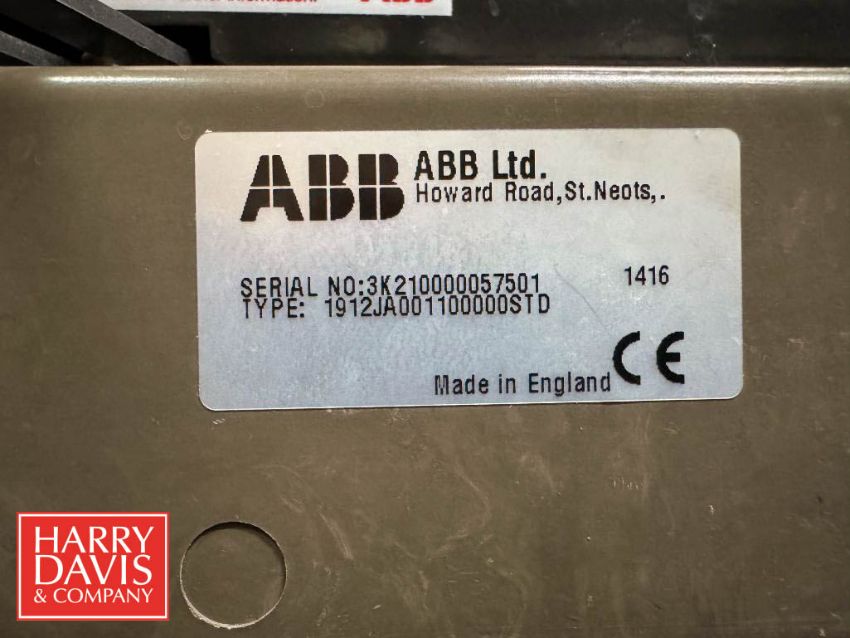 ABB ABB Ltd.
Howard Road,St.Neots,.
SERIAL NO:3K210000057501 1416
TYPE: 1912JA001100000STD
Made in England CE
HARRY
DAVIS
& COMPANY